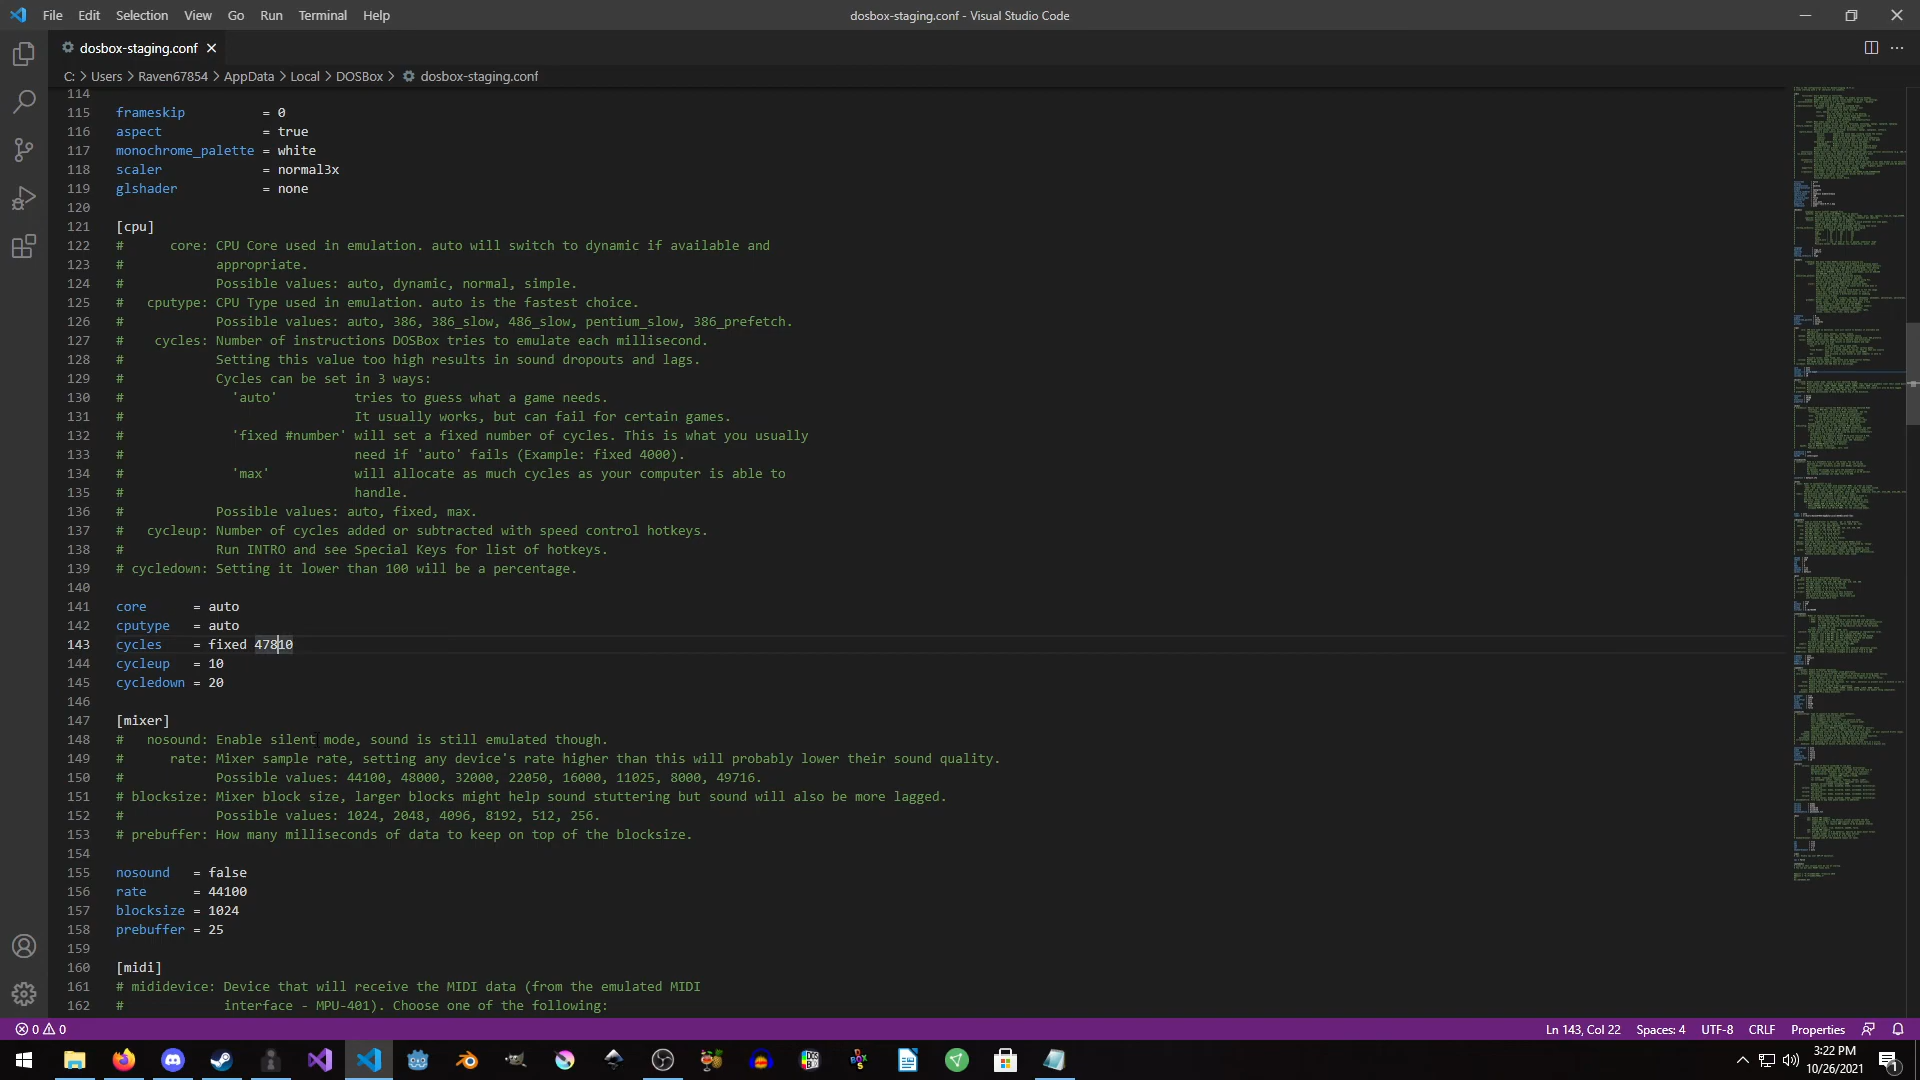 File Edit Selection View Go Run Terminal Help
dosbox-staging.conf - Visual Studio Code
dosbox-staging.conf
C: > Users > Raven67854 > AppData > Local > DOSBox > dosbox-staging.conf
114
115 frameskip = 0
116 aspect = true
117 monochrome_palette = white
118 scaler = normal3x
119 glshader = none
120
121 [cpu]
122 # core: CPU Core used in emulation. auto will switch to dynamic if available and
123 # appropriate.
124 # Possible values: auto, dynamic, normal, simple.
125 # cputype: CPU Type used in emulation. auto is the fastest choice.
126 # Possible values: auto, 386, 386_slow, 486_slow, pentium_slow, 386_prefetch.
127 # cycles: Number of instructions DOSBox tries to emulate each millisecond.
128 # Setting this value too high results in sound dropouts and lags.
129 # Cycles can be set in 3 ways:
130 # 'auto' tries to guess what a game needs.
131 # It usually works, but can fail for certain games.
132 # 'fixed #number' will set a fixed number of cycles. This is what you usually
133 # need if 'auto' fails (Example: fixed 4000).
134 # 'max' will allocate as much cycles as your computer is able to
135 # handle.
136 # Possible values: auto, fixed, max.
137 # cycleup: Number of cycles added or subtracted with speed control hotkeys.
138 # Run INTRO and see Special Keys for list of hotkeys.
139 # cycledown: Setting it lower than 100 will be a percentage.
140
141 core = auto
142 cputype = auto
143 cycles = fixed 47810
144 cycleup = 10
145 cycledown = 20
146
147 [mixer]
148 # nosound: Enable silent mode, sound is still emulated though.
149 # rate: Mixer sample rate, setting any device's rate higher than this will probably lower their sound quality.
150 # Possible values: 44100, 48000, 32000, 22050, 16000, 11025, 8000, 49716.
151 # blocksize: Mixer block size, larger blocks might help sound stuttering but sound will also be more lagged.
152 # Possible values: 1024, 2048, 4096, 8192, 512, 256.
153 # prebuffer: How many milliseconds of data to keep on top of the blocksize.
154
155 nosound = false
156 rate = 44100
157 blocksize = 1024
158 prebuffer = 25
159
160 [midi]
161 # mididevice: Device that will receive the MIDI data (from the emulated MIDI
162 # interface - MPU-401). Choose one of the following:
0 0 Ln 143, Col 22 Spaces: 4 UTF-8 CRLF Properties
3:22 PM
10/26/2021
1